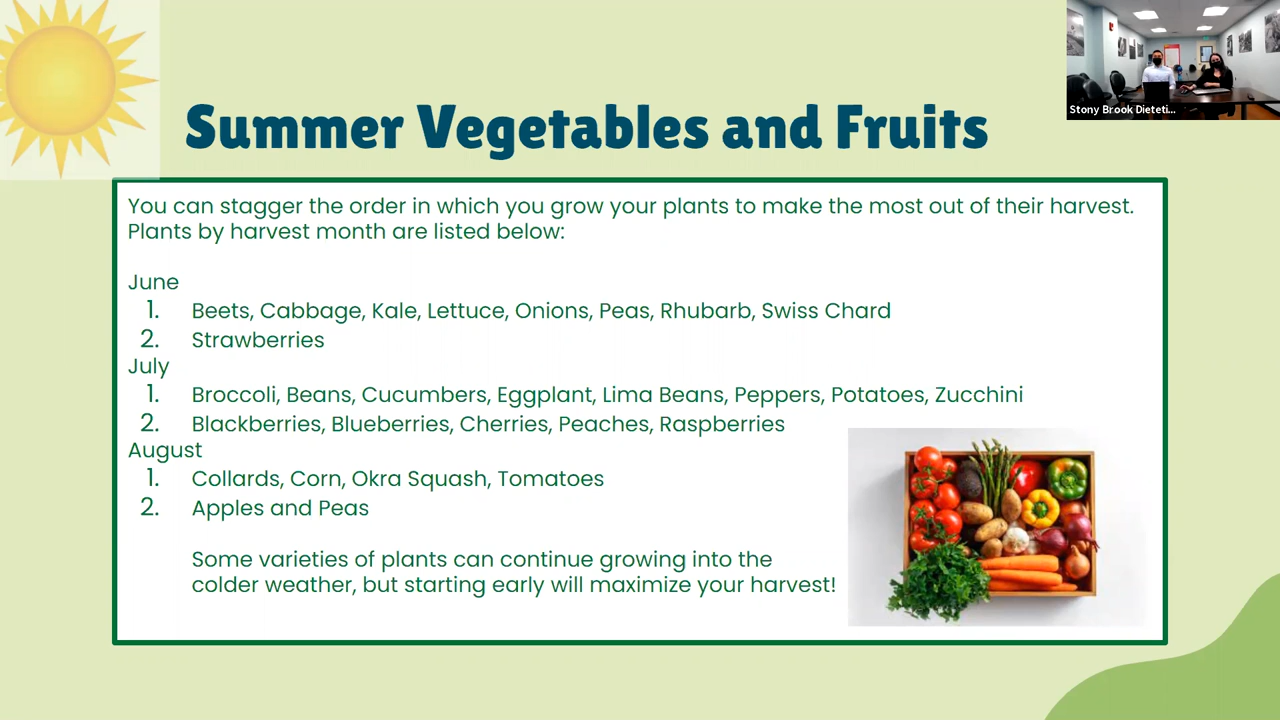 Stony Brook Dieteti...
Summer Vegetables and Fruits
You can stagger the order in which you grow your plants to make the most out of their harvest.
Plants by harvest month are listed below:
June
1. Beets, Cabbage, Kale, Lettuce, Onions, Peas, Rhubarb, Swiss Chard
2. Strawberries
July
1. Broccoli, Beans, Cucumbers, Eggplant, Lima Beans, Peppers, Potatoes, Zucchini
2. Blackberries, Blueberries, Cherries, Peaches, Raspberries
August
1. Collards, Corn, Okra Squash, Tomatoes
2. Apples and Peas
Some varieties of plants can continue growing into the
colder weather, but starting early will maximize your harvest!